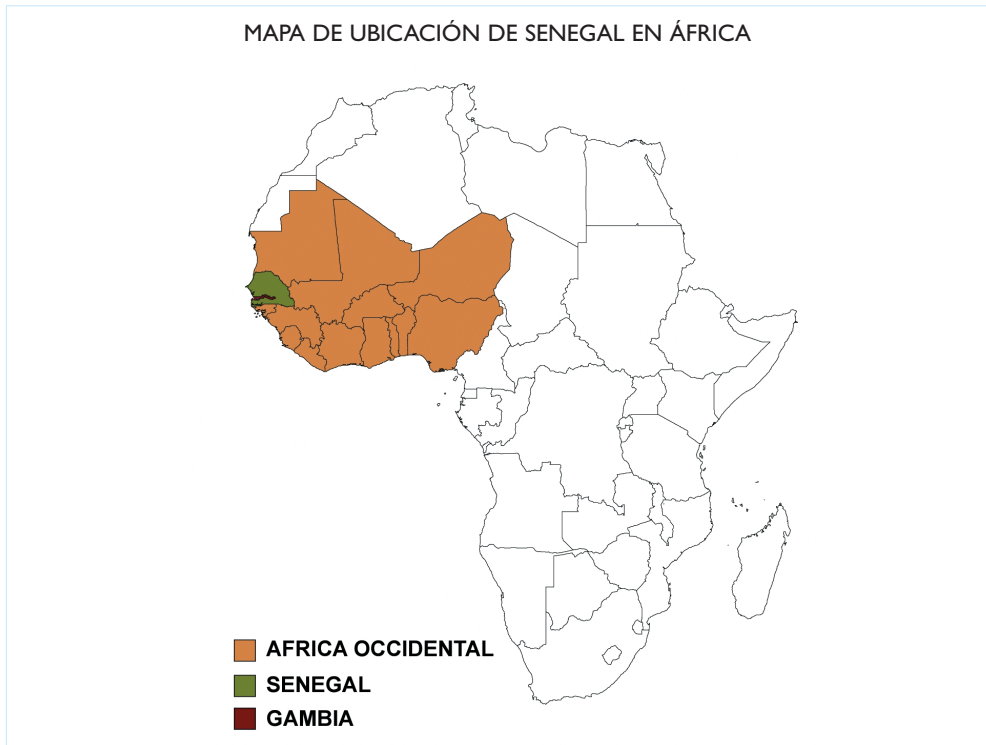 MAPA DE UBICACIÓN DE SENEGAL EN ÁFRICA
AFRICA OCCIDENTAL
SENEGAL
GAMBIA